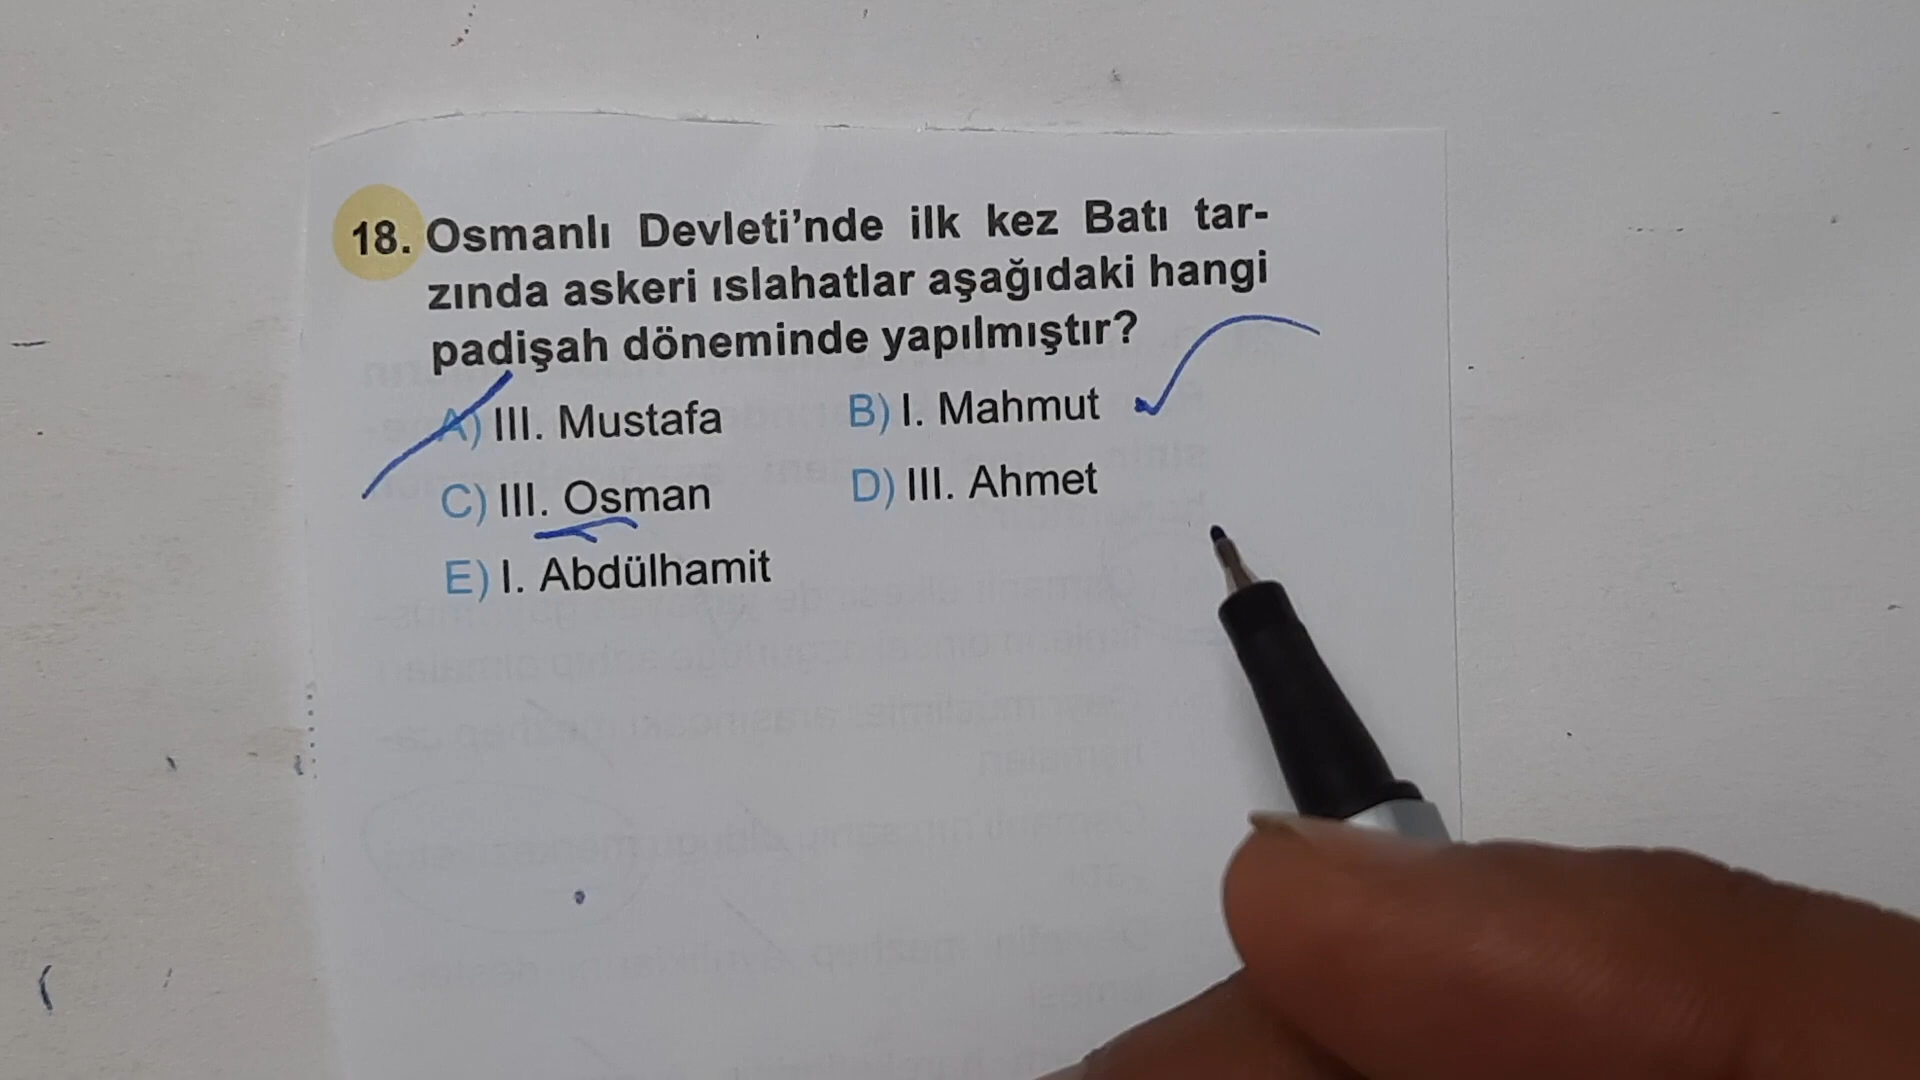 18. Osmanlı Devleti'nde ilk kez Batı tar-
zında askeri ıslahatlar aşağıdaki hangi
padişah döneminde yapılmıştır?
A) III. Mustafa B) I. Mahmut
C) III. Osman D) III. Ahmet
E) I. Abdülhamit